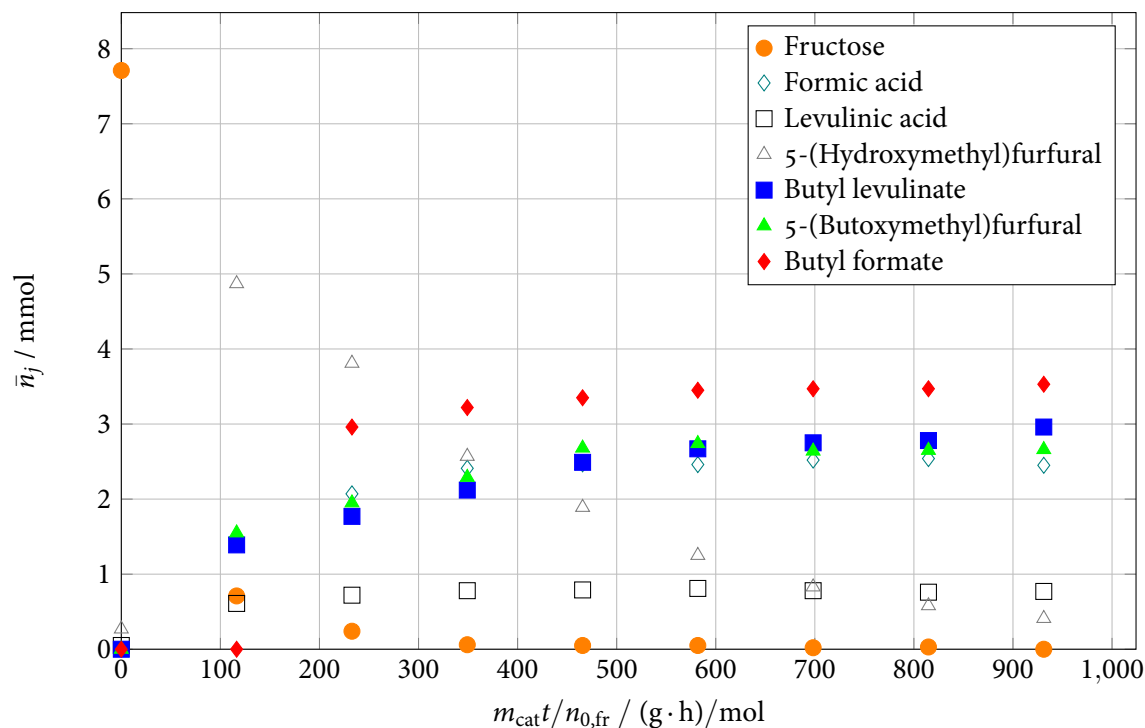 8
7
6
5
4
3
2
1
0
n̄ⱼ / mmol
Fructose
Formic acid
Levulinic acid
5-(Hydroxymethyl)furfural
Butyl levulinate
5-(Butoxymethyl)furfural
Butyl formate
0 100 200 300 400 500 600 700 800 900 1,000
m_cat t/n_0,fr / (g · h)/mol